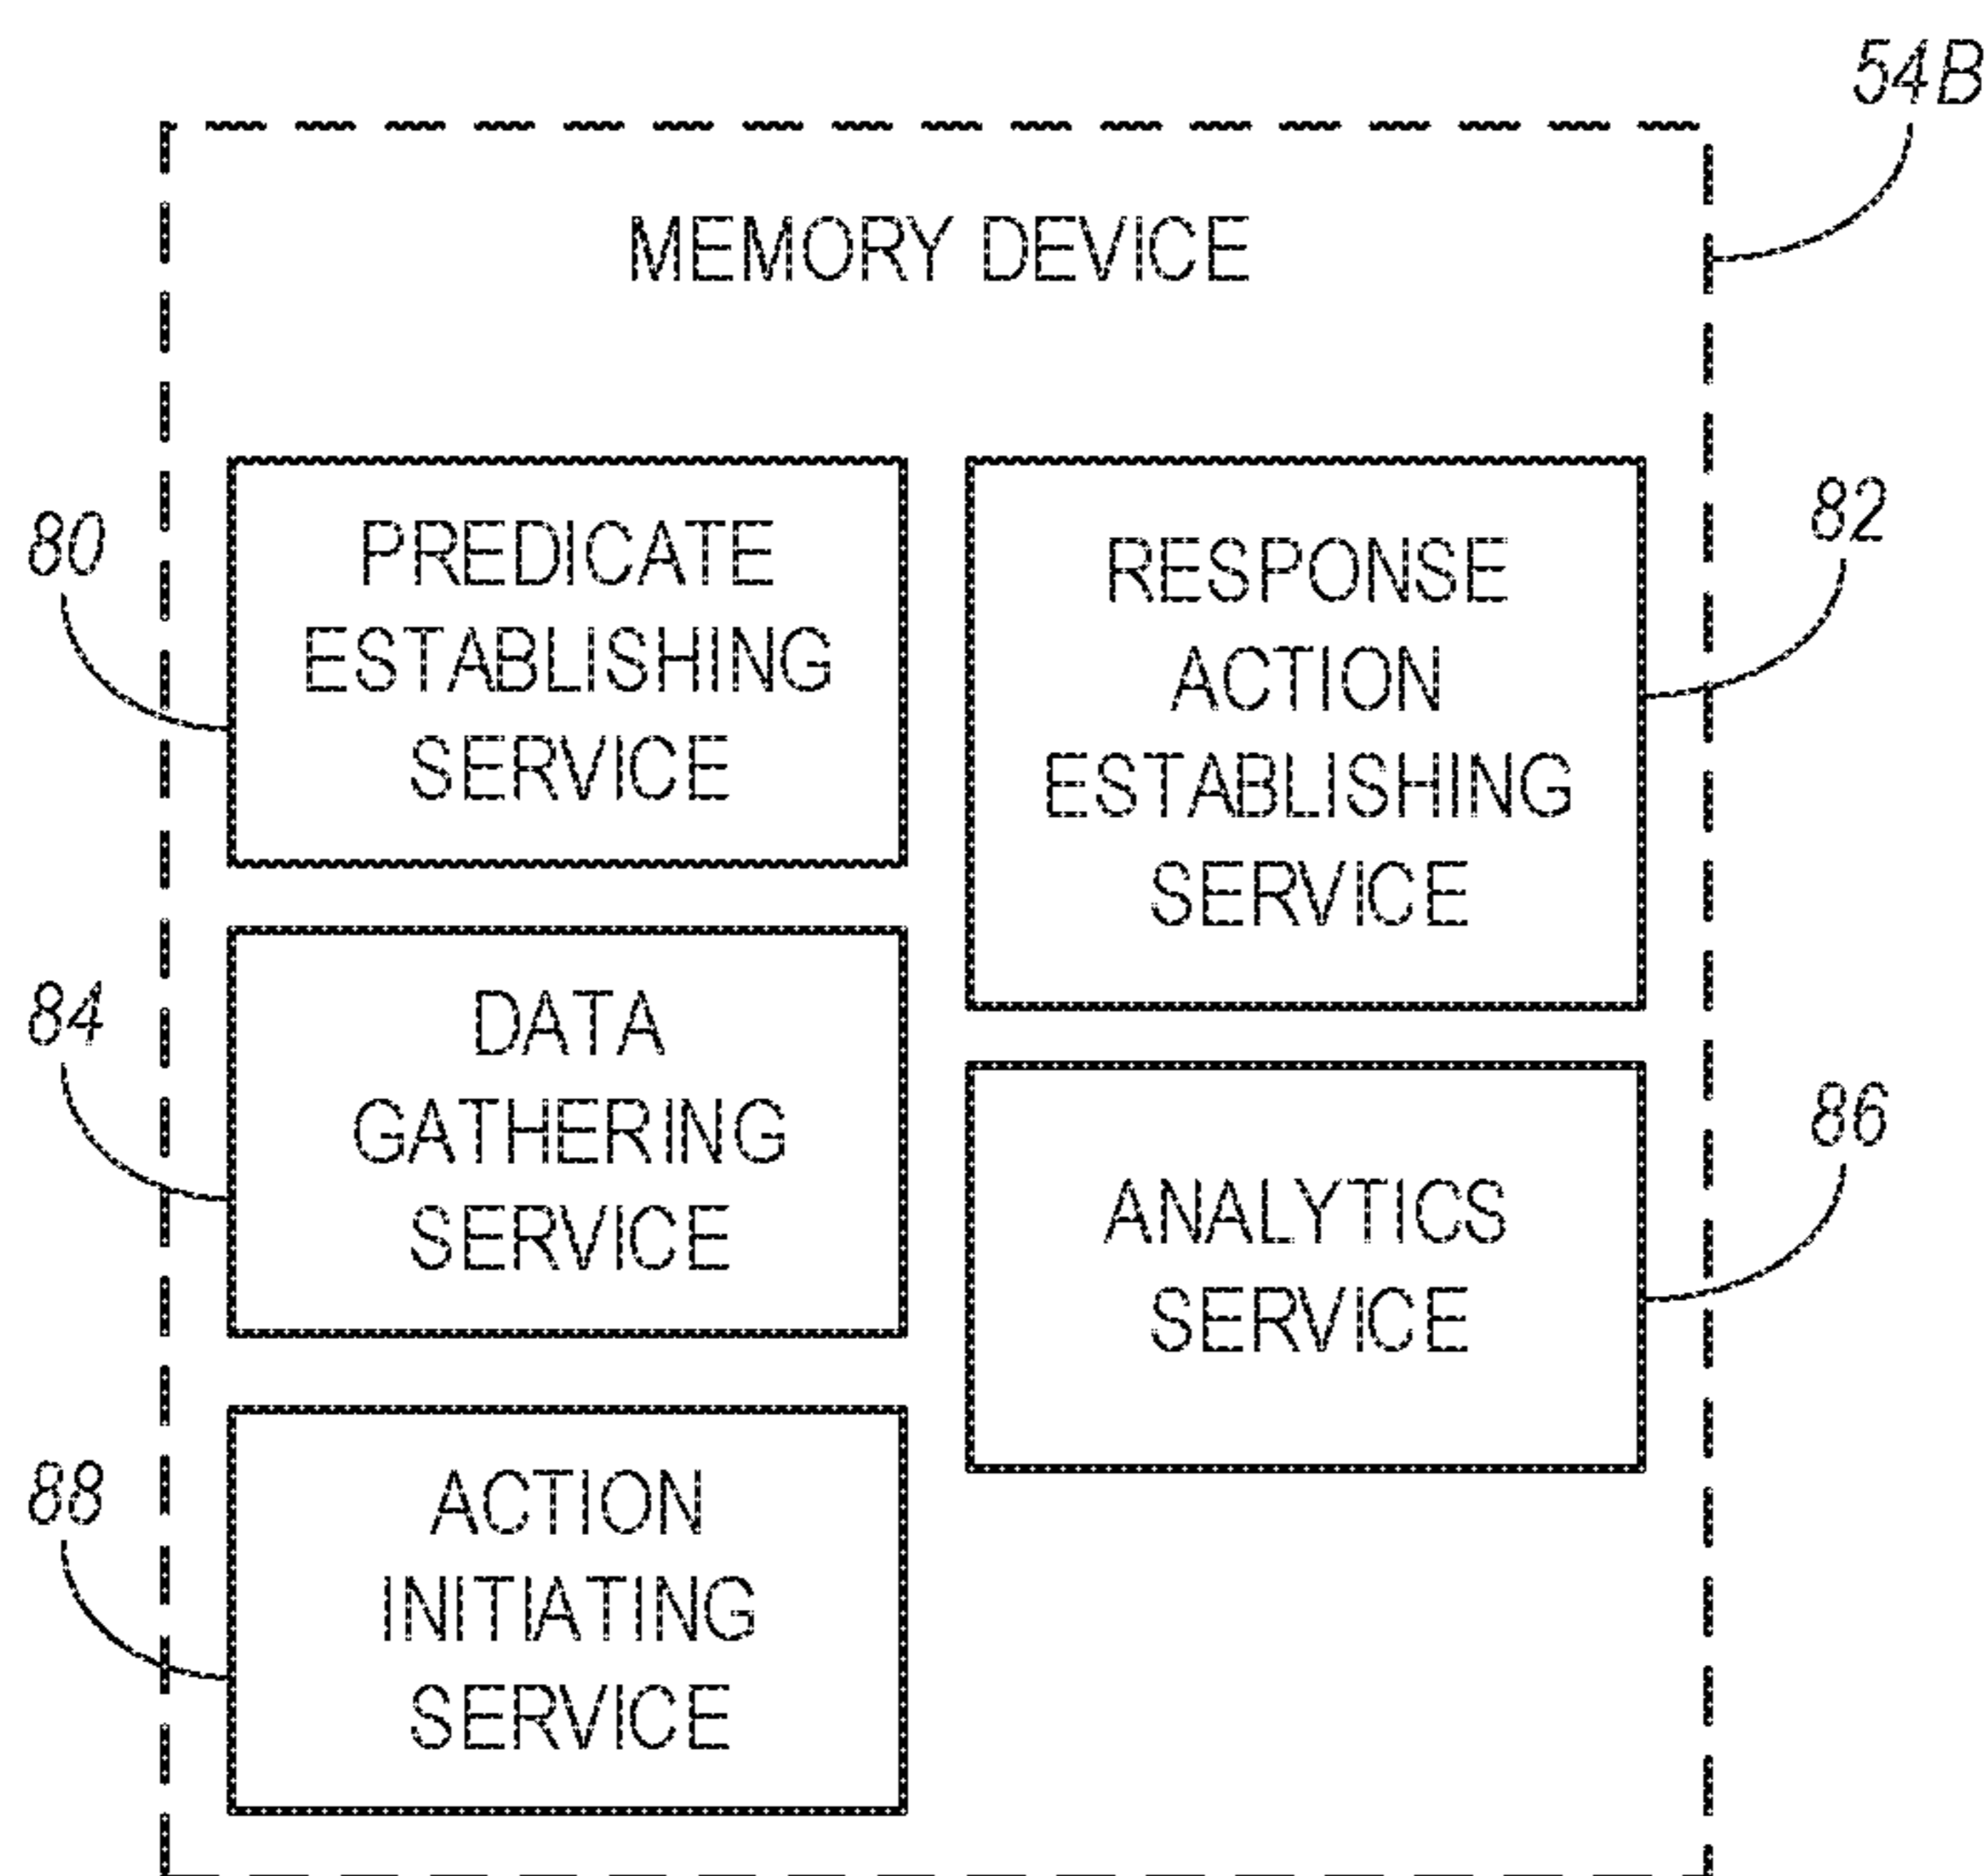 54B
MEMORY DEVICE
80
PREDICATE
ESTABLISHING
SERVICE
82
RESPONSE
ACTION
ESTABLISHING
SERVICE
84
DATA
GATHERING
SERVICE
86
ANALYTICS
SERVICE
88
ACTION
INITIATING
SERVICE